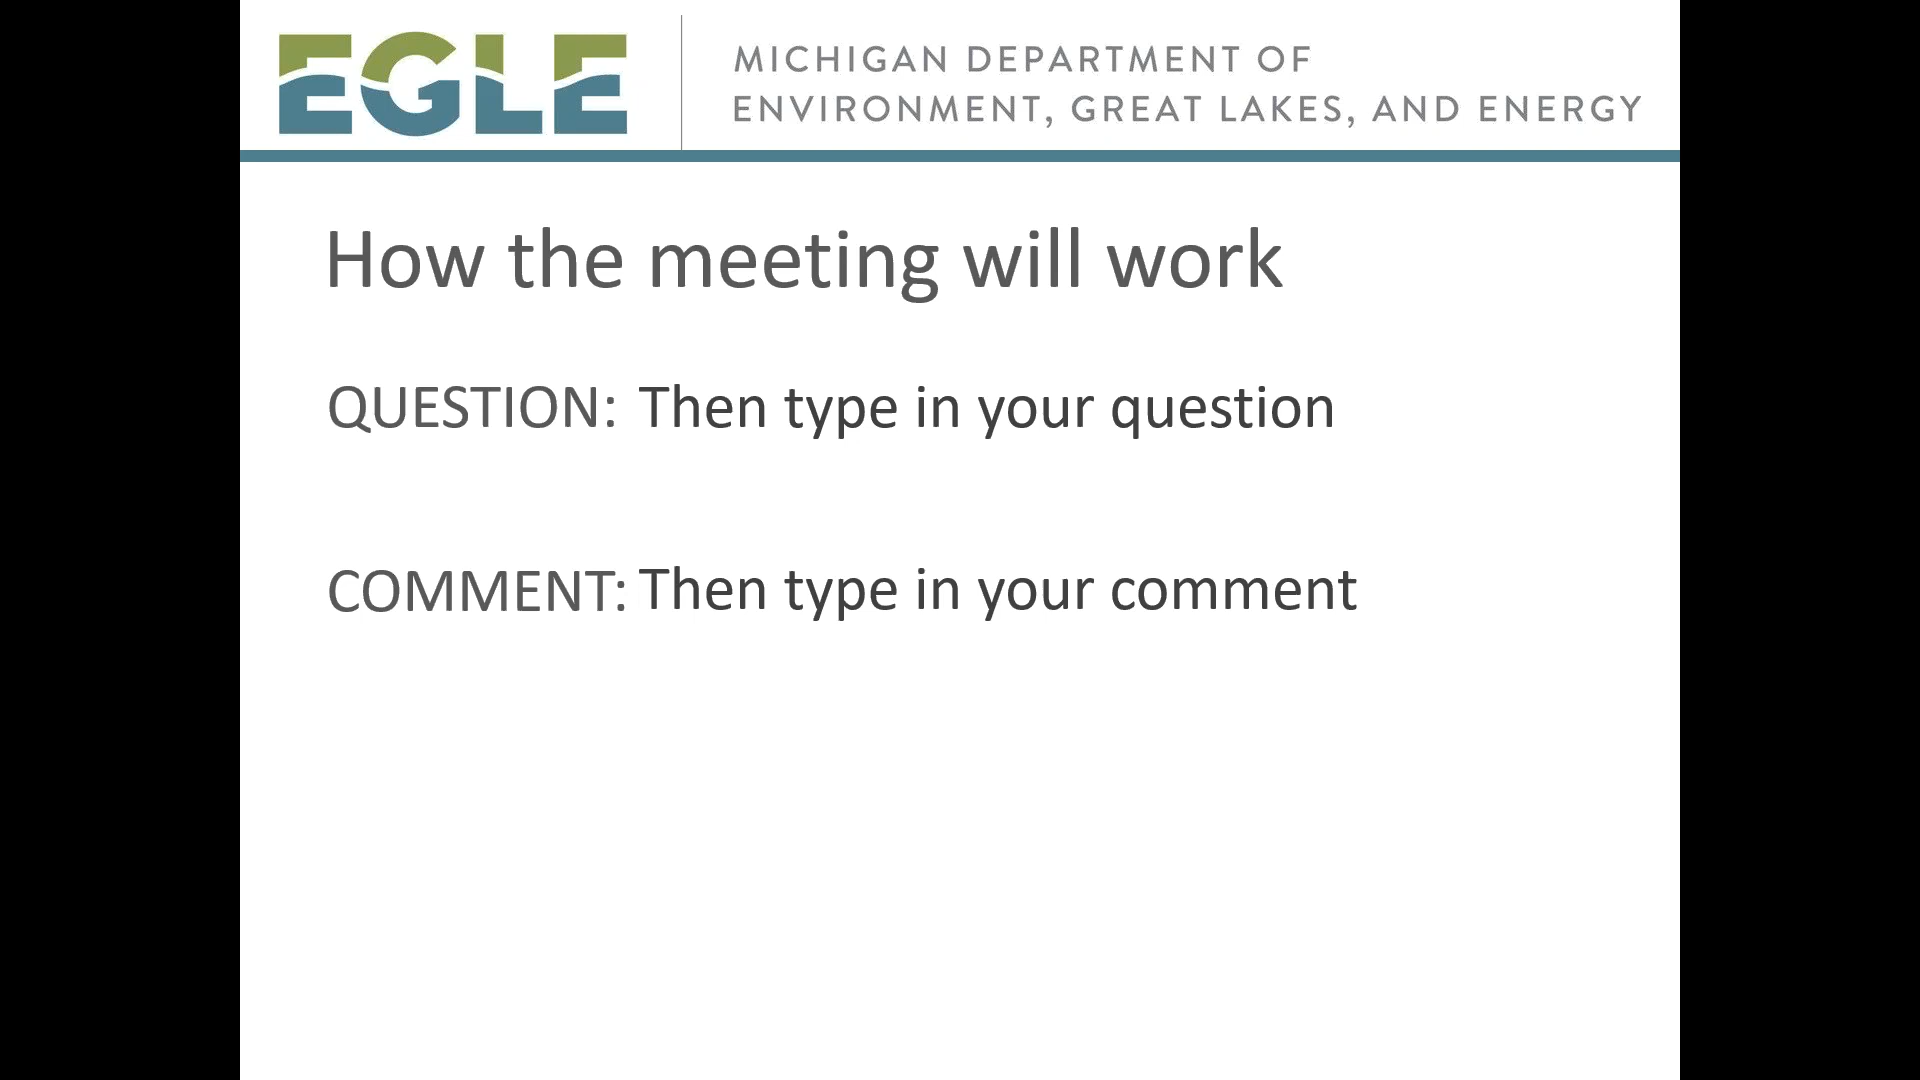 EGLE
MICHIGAN DEPARTMENT OF
ENVIRONMENT, GREAT LAKES, AND ENERGY
How the meeting will work
QUESTION: Then type in your question
COMMENT: Then type in your comment